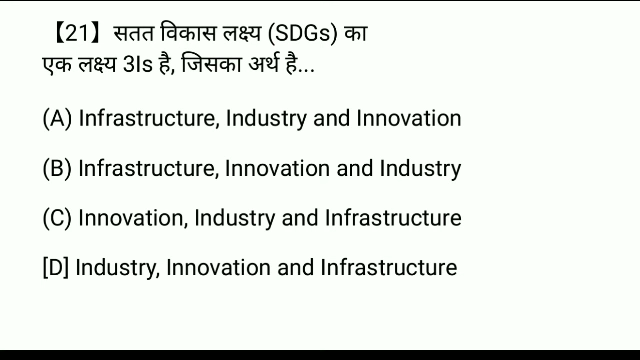 【21】 सतत विकास लक्ष्य (SDGs) का
एक लक्ष्य 3Is है, जिसका अर्थ है...
(A) Infrastructure, Industry and Innovation
(B) Infrastructure, Innovation and Industry
(C) Innovation, Industry and Infrastructure
[D] Industry, Innovation and Infrastructure